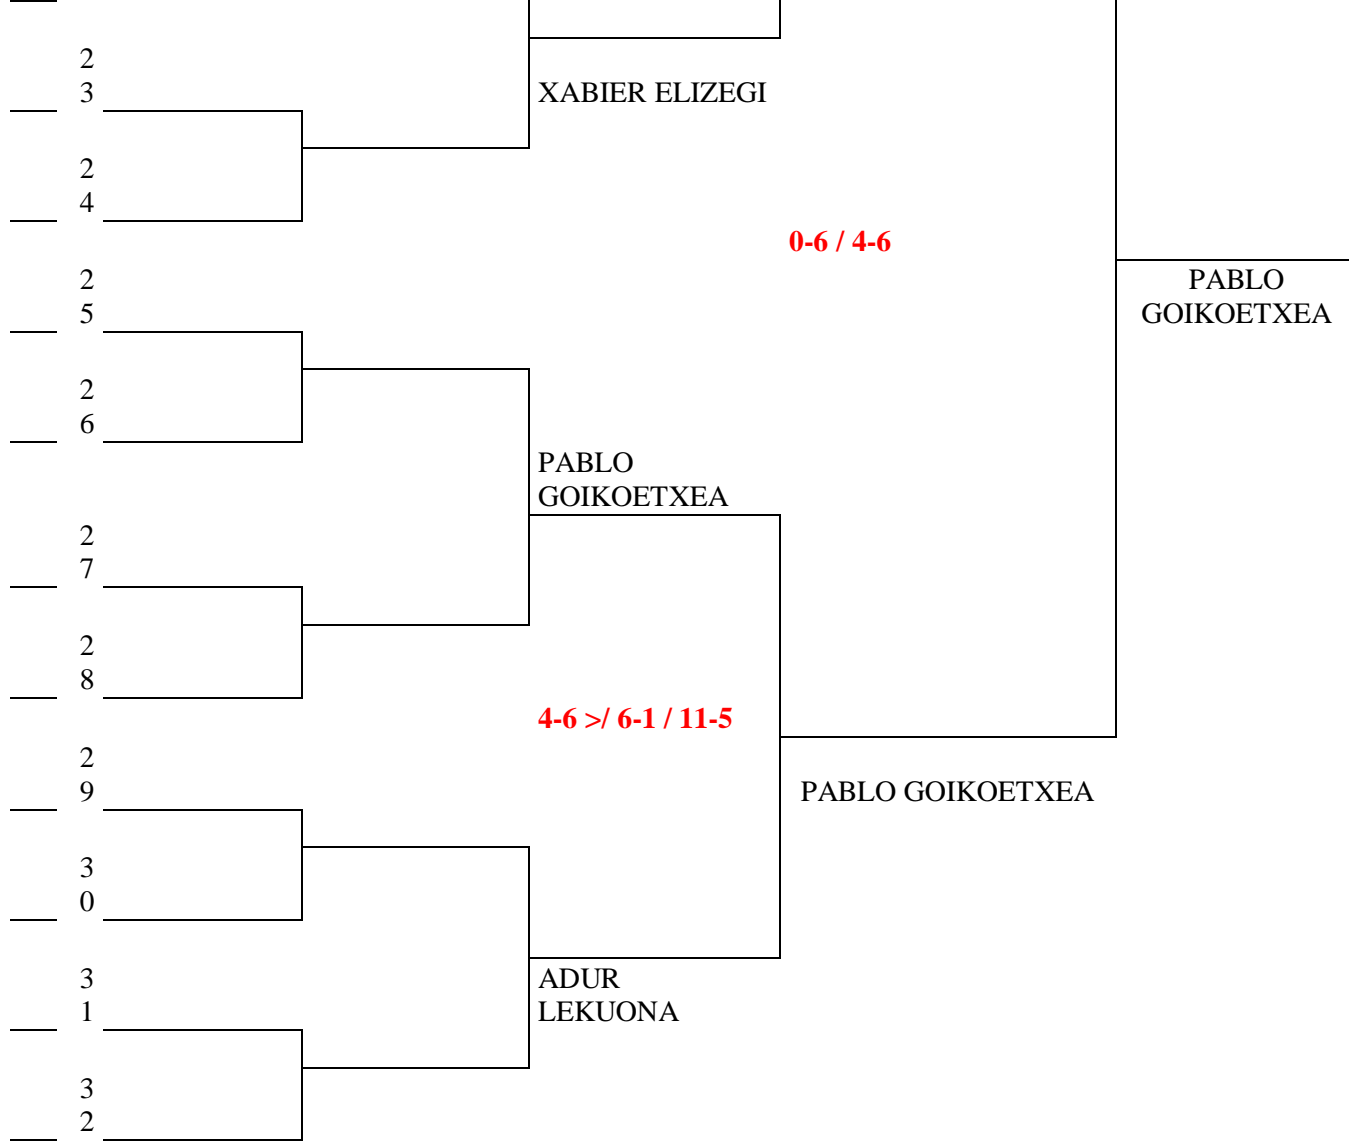 2
3
XABIER ELIZEGI
2
4
0-6 / 4-6
2
5
PABLO
GOIKOETXEA
2
6
PABLO
GOIKOETXEA
2
7
2
8
4-6 >/ 6-1 / 11-5
2
9
PABLO GOIKOETXEA
3
0
3
1
ADUR
LEKUONA
3
2